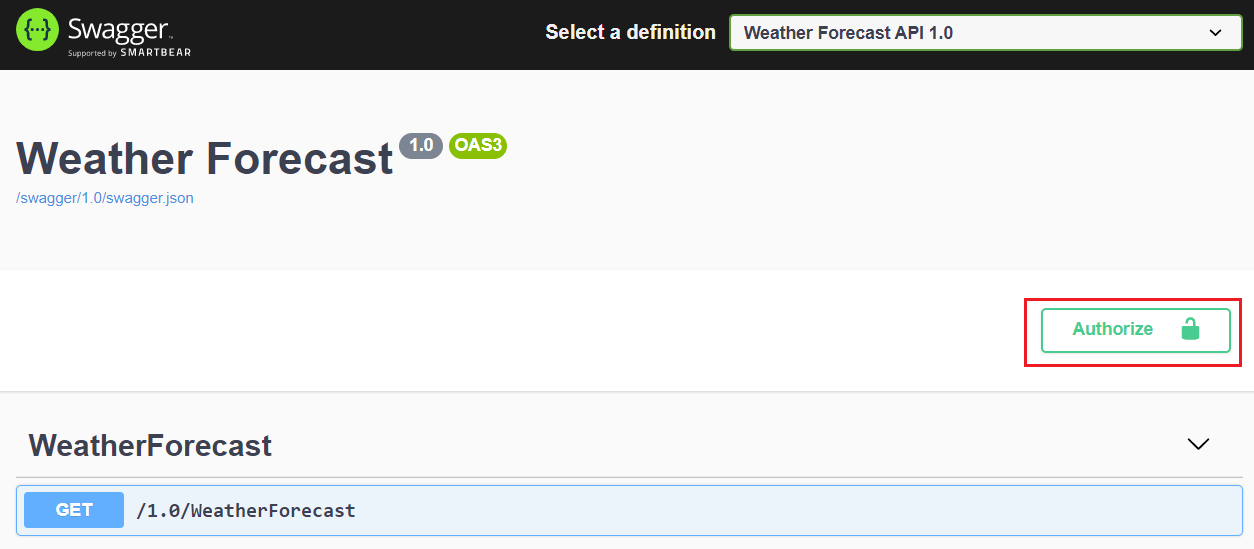 Swagger
Supported by SMARTBEAR
Select a definition
Weather Forecast API 1.0
Weather Forecast 1.0 OAS3
/swagger/1.0/swagger.json
Authorize
WeatherForecast
GET /1.0/WeatherForecast